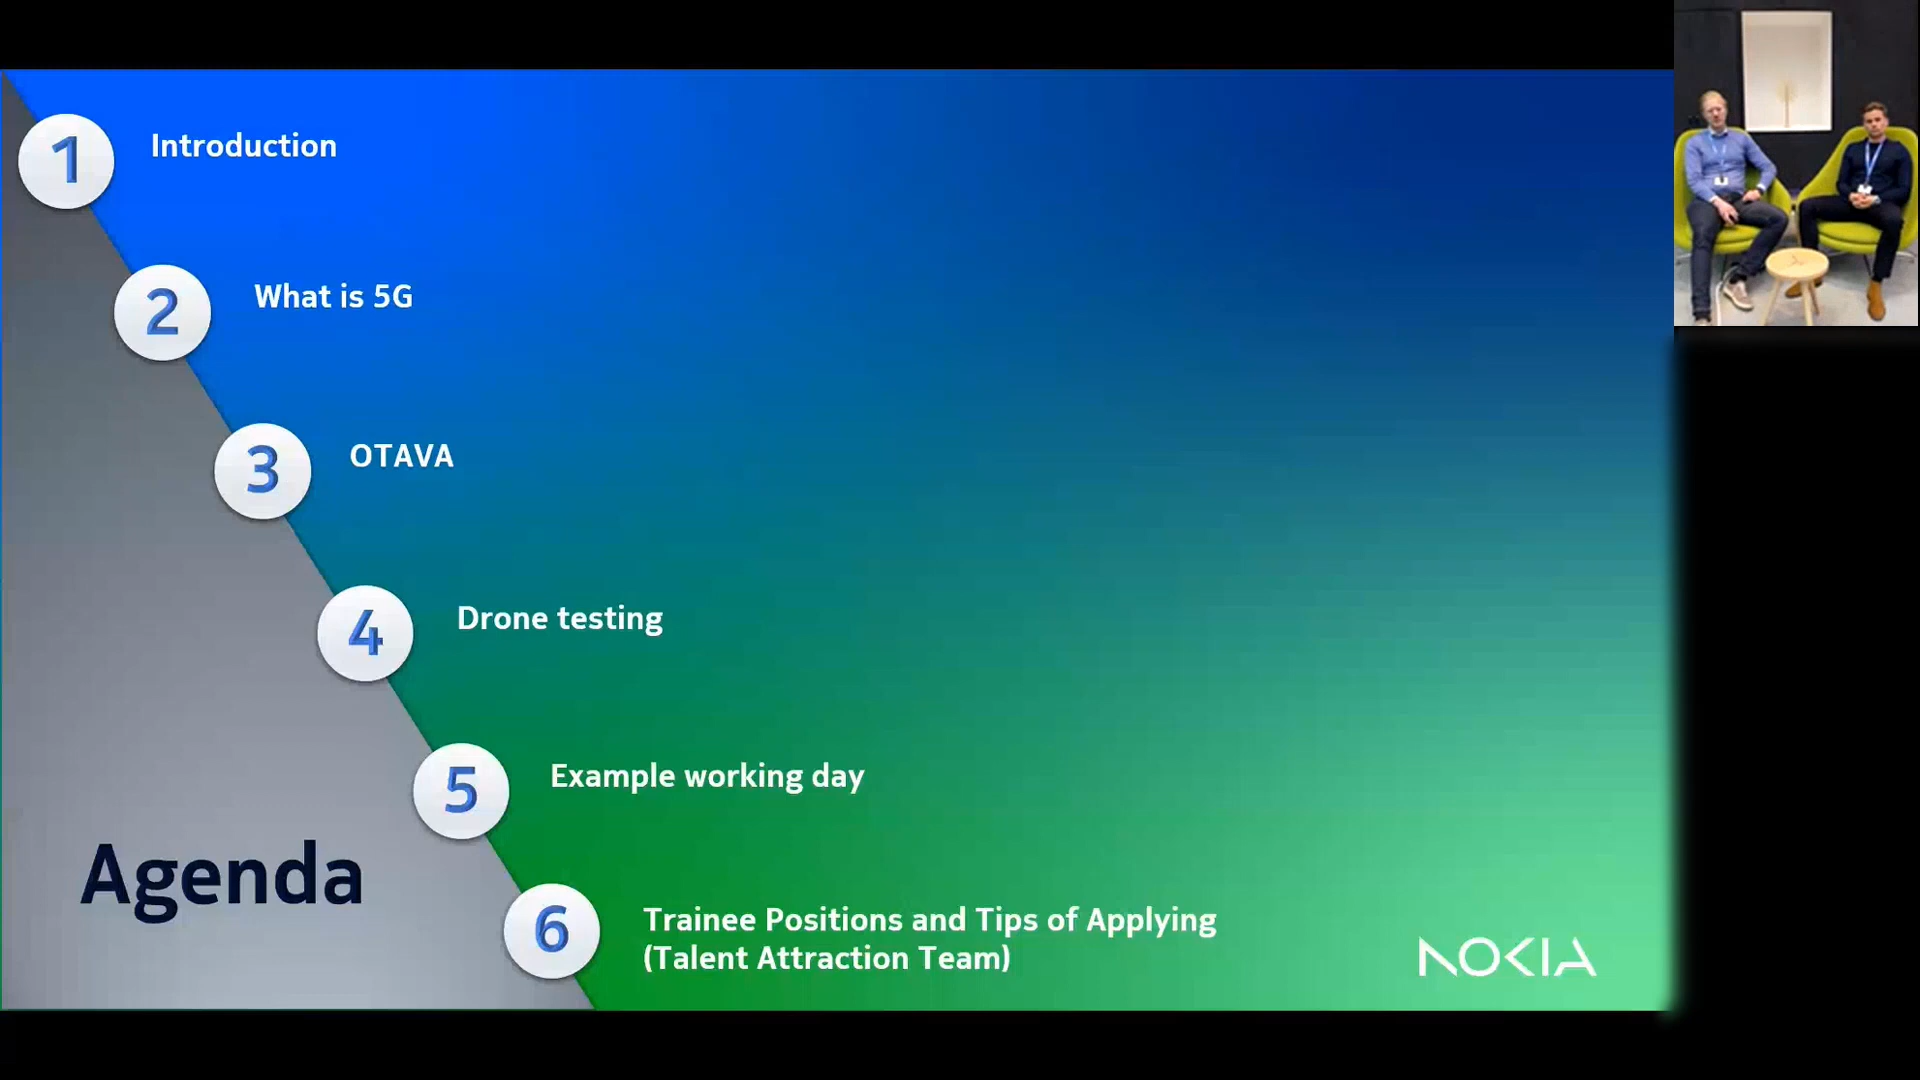 1
Introduction
2
What is 5G
3
OTAVA
4
Drone testing
5
Example working day
6
Trainee Positions and Tips of Applying
(Talent Attraction Team)
Agenda
NOKIA